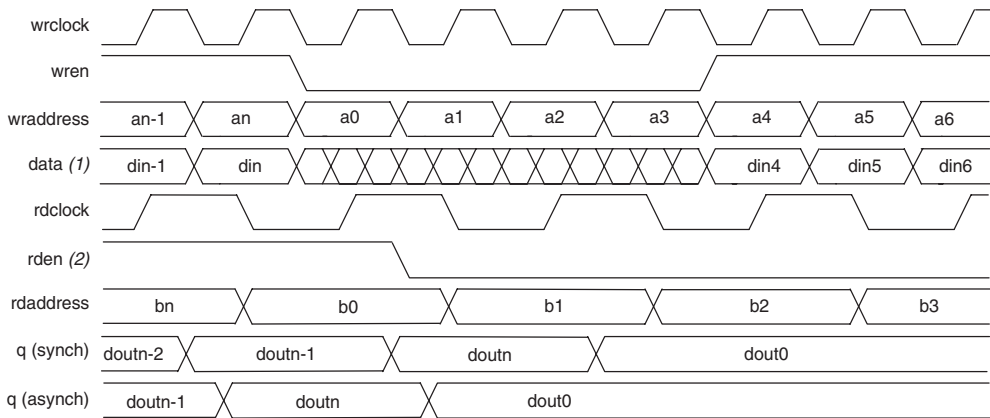 wrclock
wren
wraddress an-1 an a0 a1 a2 a3 a4 a5 a6
data (1) din-1 din din4 din5 din6
rdclock
rden (2)
rdaddress bn b0 b1 b2 b3
q (synch) doutn-2 doutn-1 doutn dout0
q (asynch) doutn-1 doutn dout0